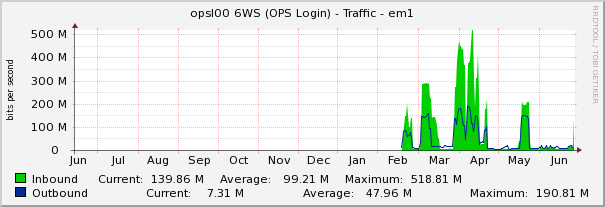 opsl00 6WS (OPS Login) - Traffic - em1
RRDTOOL / TOBI OETIKER
bits per second
500 M
400 M
300 M
200 M
100 M
0
Jun Jul Aug Sep Oct Nov Dec Jan Feb Mar Apr May Jun
Inbound Current: 139.86 M Average: 99.21 M Maximum: 518.81 M
Outbound Current: 7.31 M Average: 47.96 M Maximum: 190.81 M